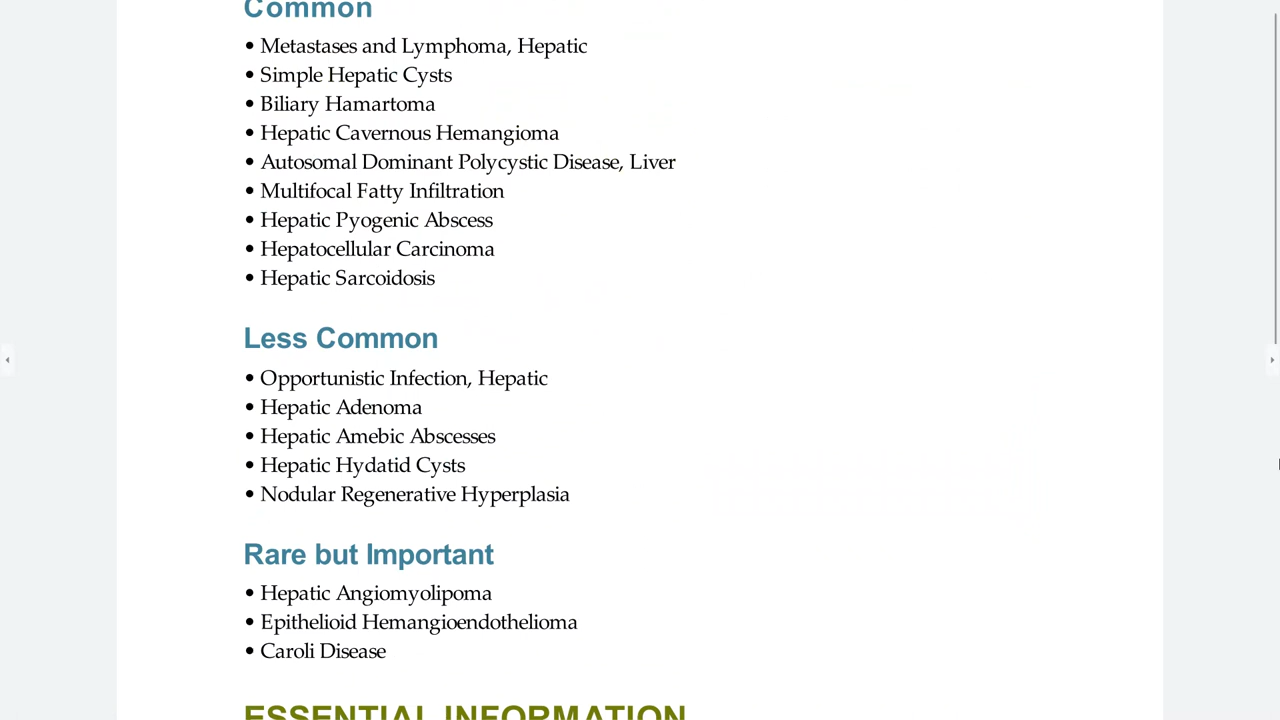 Common
• Metastases and Lymphoma, Hepatic
• Simple Hepatic Cysts
• Biliary Hamartoma
• Hepatic Cavernous Hemangioma
• Autosomal Dominant Polycystic Disease, Liver
• Multifocal Fatty Infiltration
• Hepatic Pyogenic Abscess
• Hepatocellular Carcinoma
• Hepatic Sarcoidosis
Less Common
• Opportunistic Infection, Hepatic
• Hepatic Adenoma
• Hepatic Amebic Abscesses
• Hepatic Hydatid Cysts
• Nodular Regenerative Hyperplasia
Rare but Important
• Hepatic Angiomyolipoma
• Epithelioid Hemangioendothelioma
• Caroli Disease
ESSENTIAL INFORMATION